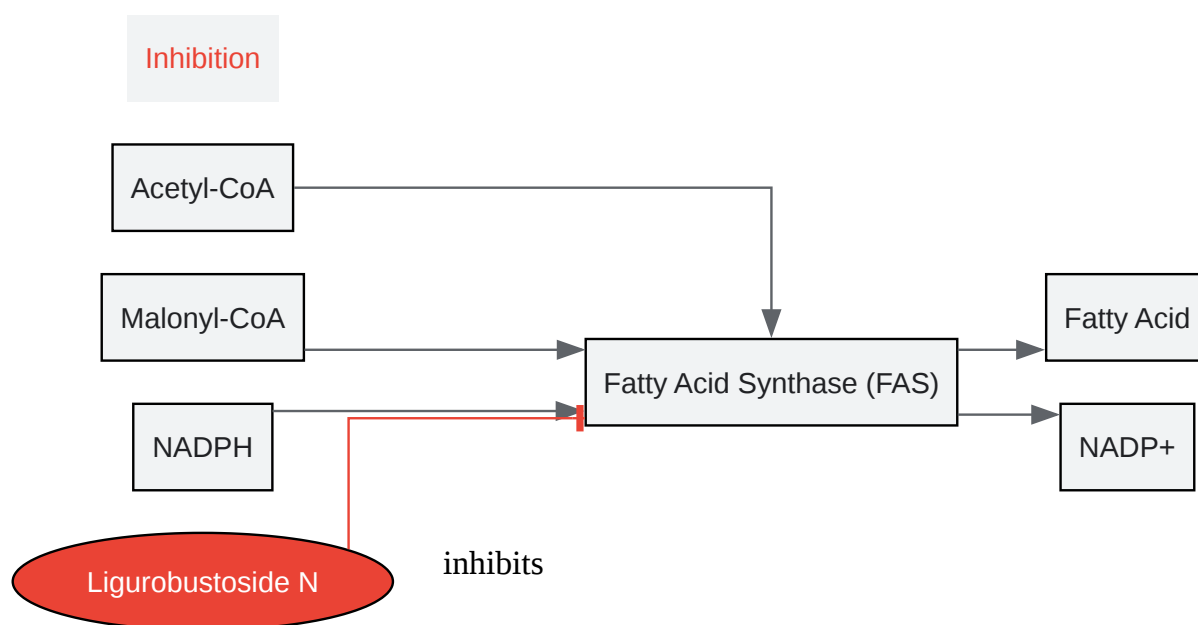 Inhibition
Acetyl-CoA
Malonyl-CoA
Fatty Acid Synthase (FAS)
Fatty Acid
NADPH
NADP+
Ligurobustoside N
inhibits